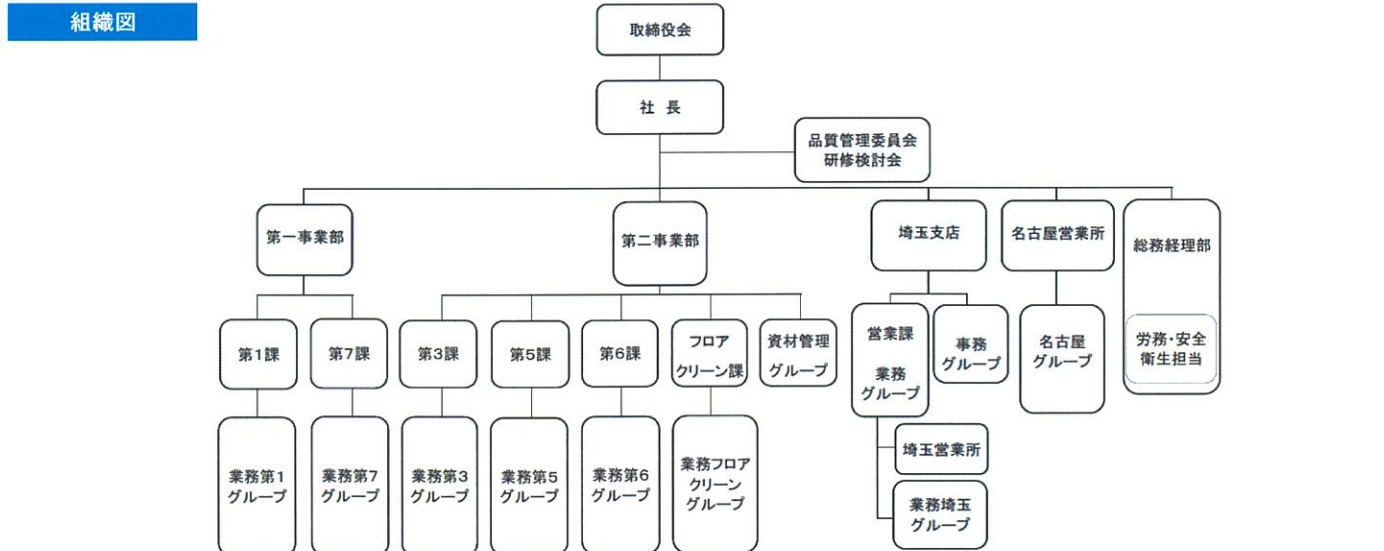 組織図
取締役会
社 長
品質管理委員会
研修検討会
第一事業部
第二事業部
埼玉支店
名古屋営業所
総務経理部
第1課
第7課
第3課
第5課
第6課
フロア
クリーン課
資材管理
グループ
営業課
業務
グループ
事務
グループ
名古屋
グループ
労務・安全
衛生担当
業務第1
グループ
業務第7
グループ
業務第3
グループ
業務第5
グループ
業務第6
グループ
業務フロア
クリーン
グループ
埼玉営業所
業務埼玉
グループ